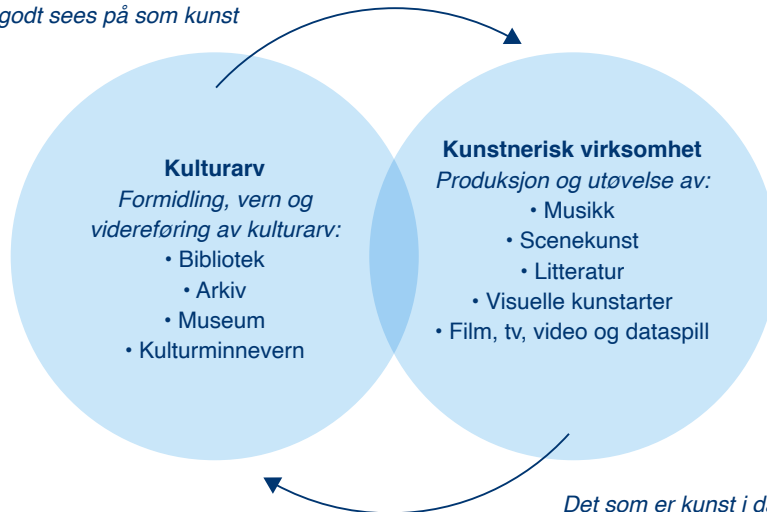 godt sees på som kunst
Kulturarv
Formidling, vern og
videreføring av kulturarv:
• Bibliotek
• Arkiv
• Museum
• Kulturminnevern
Kunstnerisk virksomhet
Produksjon og utøvelse av:
• Musikk
• Scenekunst
• Litteratur
• Visuelle kunstarter
• Film, tv, video og dataspill
Det som er kunst i